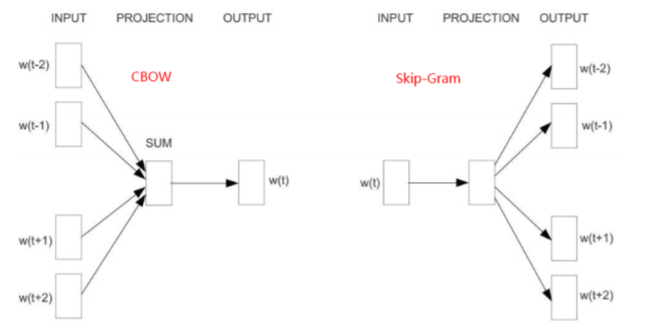 INPUT PROJECTION OUTPUT
w(t-2)
CBOW
w(t-1)
SUM
w(t)
w(t+1)
w(t+2)
INPUT PROJECTION OUTPUT
w(t-2)
Skip-Gram
w(t-1)
w(t)
w(t+1)
w(t+2)